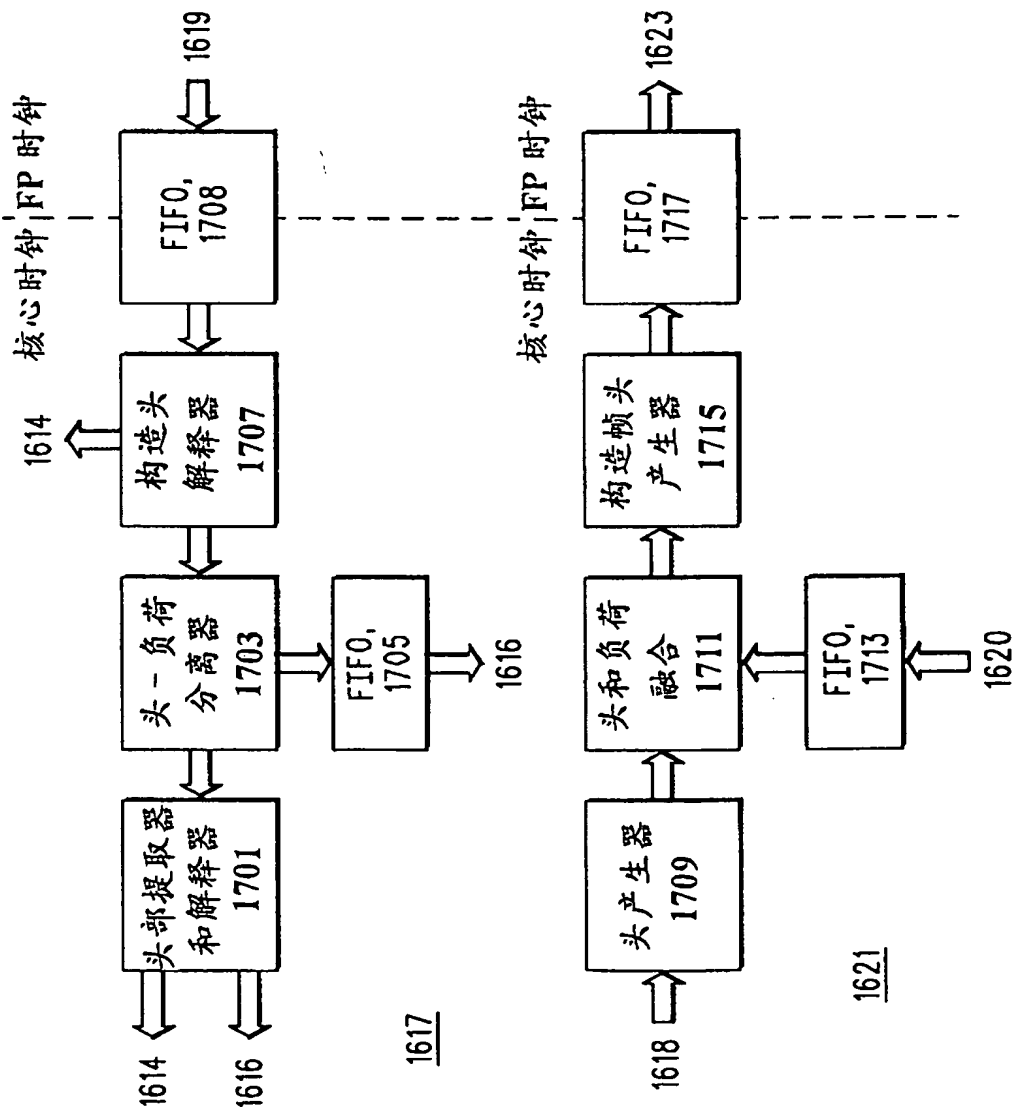 核心时钟
FP 时钟
1614
1614
1616
头部提取器
和解释器
1701
头－负荷
分离器
1703
构造头
解释器
1707
FIFO,
1708
1619
FIFO,
1705
1616
1617
核心时钟
FP 时钟
1618
头产生器
1709
头和负荷
融合
1711
构造帧头
产生器
1715
FIFO,
1717
1623
FIFO,
1713
1620
1621